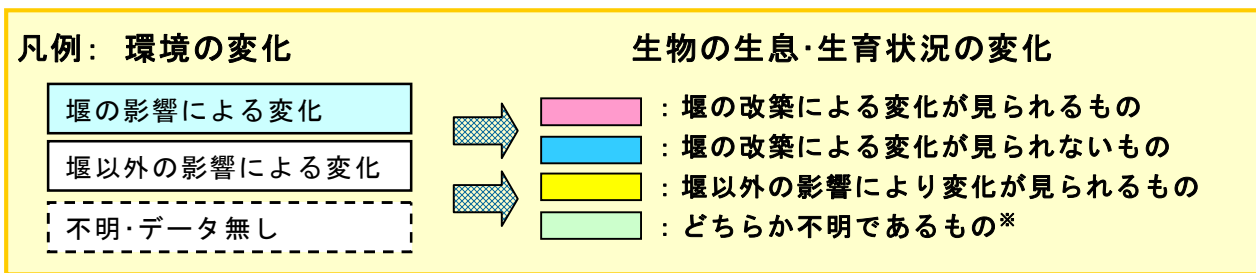 凡例: 環境の変化
生物の生息・生育状況の変化
堰の影響による変化
堰以外の影響による変化
不明・データ無し
:堰の改築による変化が見られるもの
:堰の改築による変化が見られないもの
:堰以外の影響により変化が見られるもの
:どちらか不明であるもの※